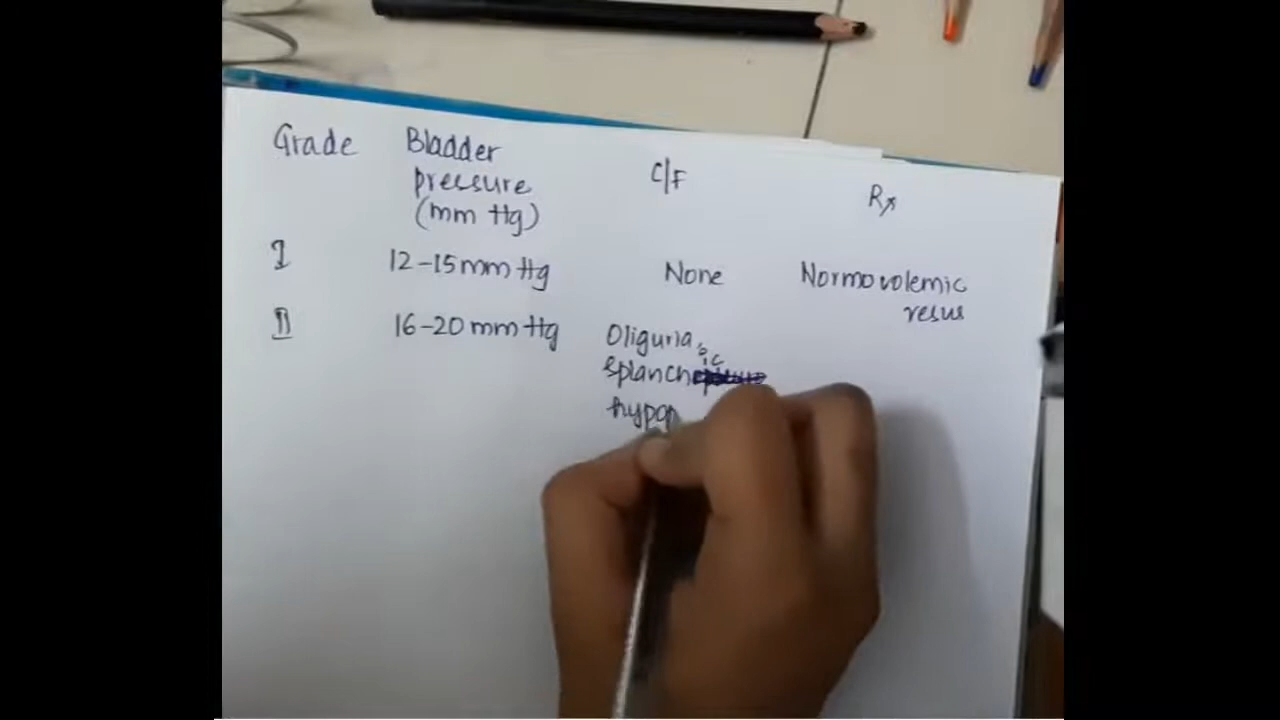 Grade
Bladder
pressure
(mm Hg)
C/F
Rx
I
12-15 mm Hg
None
Normovolemic
resus
II
16-20 mm Hg
Oliguria,
splanchnic
hypop